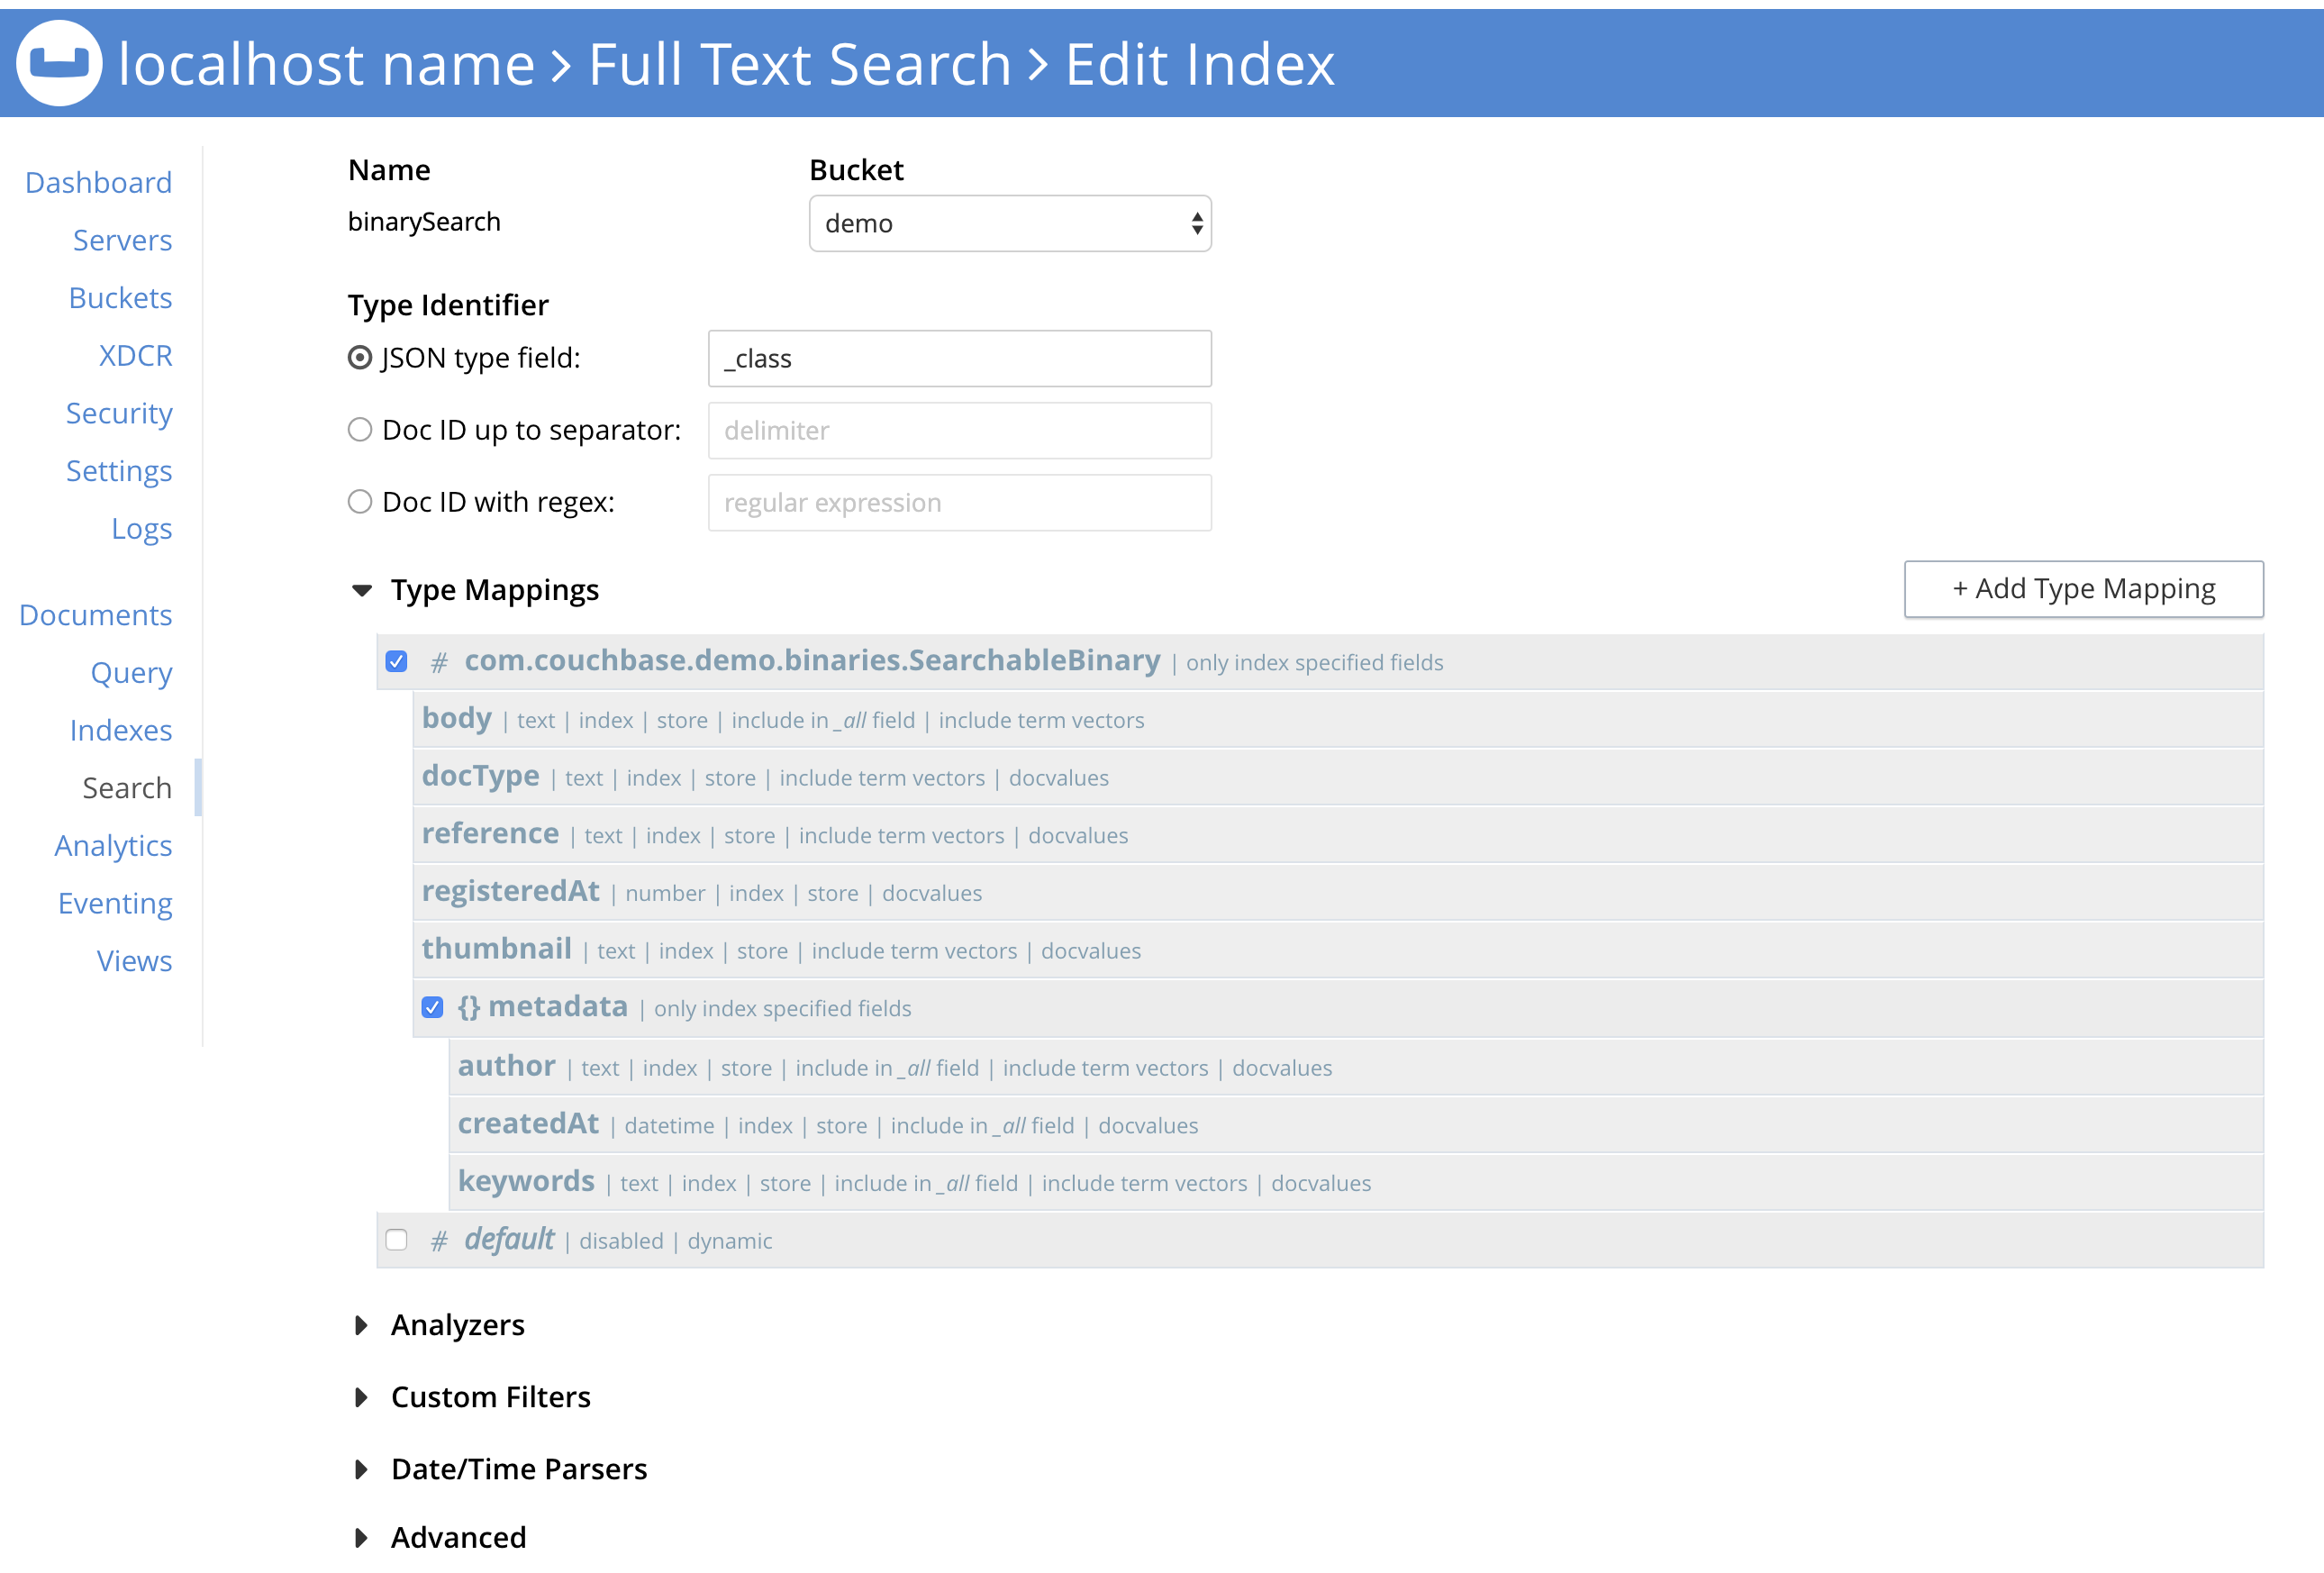 localhost name > Full Text Search > Edit Index
Dashboard
Servers
Buckets
XDCR
Security
Settings
Logs
Documents
Query
Indexes
Search
Analytics
Eventing
Views
Name
binarySearch
Bucket
demo
Type Identifier
JSON type field: _class
Doc ID up to separator: delimiter
Doc ID with regex: regular expression
Type Mappings
+ Add Type Mapping
# com.couchbase.demo.binaries.SearchableBinary | only index specified fields
body | text | index | store | include in _all field | include term vectors
docType | text | index | store | include term vectors | docvalues
reference | text | index | store | include term vectors | docvalues
registeredAt | number | index | store | docvalues
thumbnail | text | index | store | include term vectors | docvalues
{} metadata | only index specified fields
author | text | index | store | include in _all field | include term vectors | docvalues
createdAt | datetime | index | store | include in _all field | docvalues
keywords | text | index | store | include in _all field | include term vectors | docvalues
# default | disabled | dynamic
Analyzers
Custom Filters
Date/Time Parsers
Advanced